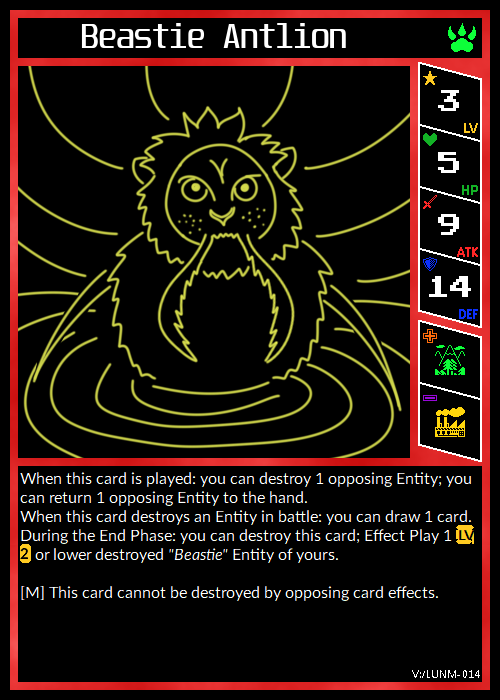 Beastie Antlion
3
LV
5
HP
9
ATK
14
DEF
When this card is played: you can destroy 1 opposing Entity; you
can return 1 opposing Entity to the hand.
When this card destroys an Entity in battle: you can draw 1 card.
During the End Phase: you can destroy this card; Effect Play 1 LV
2 or lower destroyed "Beastie" Entity of yours.
[M] This card cannot be destroyed by opposing card effects.
V:/LUNM-014